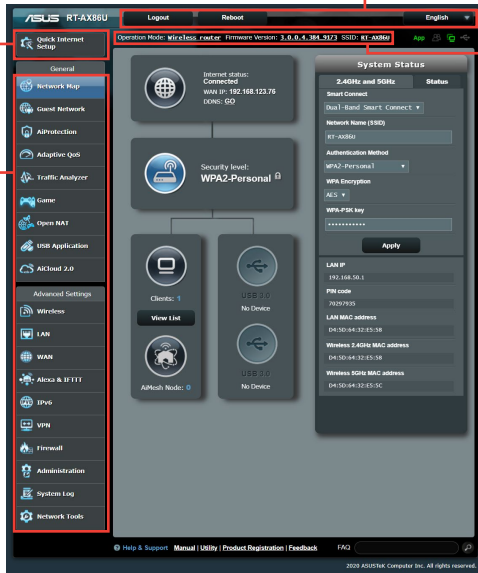 ASUS RT-AX86U
Logout
Reboot
English
Quick Internet Setup
Operation Mode: Wireless router Firmware Version: 3.0.0.4.384_9173 SSID: RT-AX86U
App
General
Network Map
Guest Network
AiProtection
Adaptive QoS
Traffic Analyzer
Game
Open NAT
USB Application
AiCloud 2.0
Advanced Settings
Wireless
LAN
WAN
Alexa & IFTTT
IPv6
VPN
Firewall
Administration
System Log
Network Tools
Internet status:
Connected
WAN IP: 192.168.123.76
DDNS: GO
Security level:
WPA2-Personal
Clients: 1
View List
AiMesh Node: 0
USB 3.0
No Device
USB 3.0
No Device
System Status
2.4GHz and 5GHz
Status
Smart Connect
Dual-Band Smart Connect
Network Name (SSID)
RT-AX86U
Authentication Method
WPA2-Personal
WPA Encryption
AES
WPA-PSK key
•••••••••••
Apply
LAN IP
192.168.50.1
PIN code
70297935
LAN MAC address
D4:5D:64:32:E5:58
Wireless 2.4GHz MAC address
D4:5D:64:32:E5:58
Wireless 5GHz MAC address
D4:5D:64:32:E5:5C
Help & Support Manual | Utility | Product Registration | Feedback FAQ
2020 ASUSTeK Computer Inc. All rights reserved.